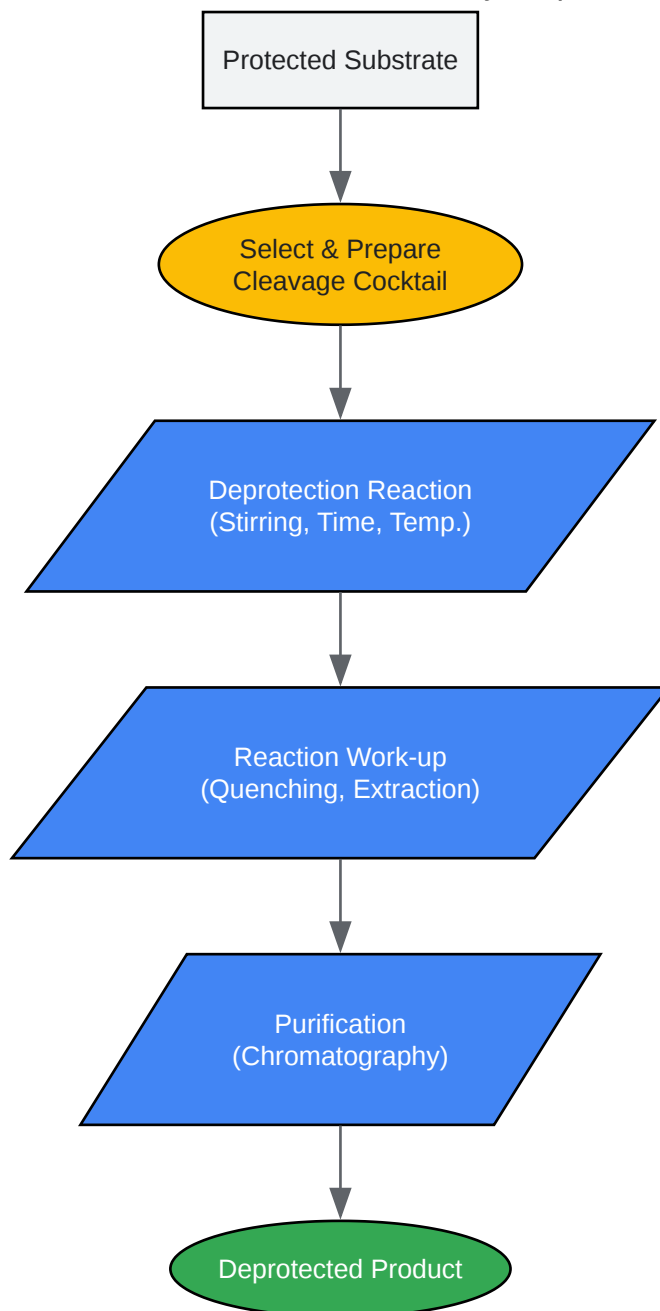 Protected Substrate
Select & Prepare
Cleavage Cocktail
Deprotection Reaction
(Stirring, Time, Temp.)
Reaction Work-up
(Quenching, Extraction)
Purification
(Chromatography)
Deprotected Product